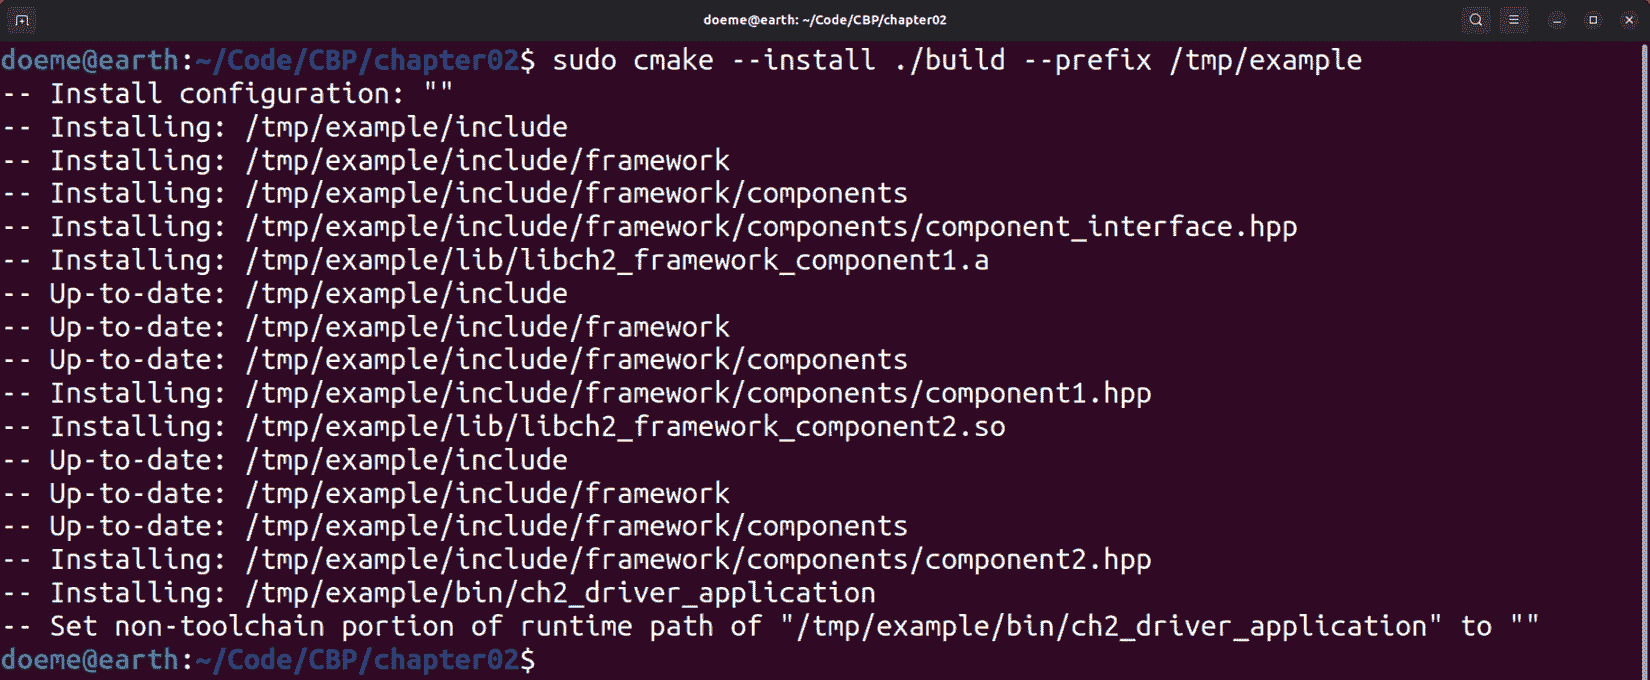 doeme@earth: ~/Code/CBP/chapter02
doeme@earth:~/Code/CBP/chapter02$ sudo cmake --install ./build --prefix /tmp/example
-- Install configuration: ""
-- Installing: /tmp/example/include
-- Installing: /tmp/example/include/framework
-- Installing: /tmp/example/include/framework/components
-- Installing: /tmp/example/include/framework/components/component_interface.hpp
-- Installing: /tmp/example/lib/libch2_framework_component1.a
-- Up-to-date: /tmp/example/include
-- Up-to-date: /tmp/example/include/framework
-- Up-to-date: /tmp/example/include/framework/components
-- Installing: /tmp/example/include/framework/components/component1.hpp
-- Installing: /tmp/example/lib/libch2_framework_component2.so
-- Up-to-date: /tmp/example/include
-- Up-to-date: /tmp/example/include/framework
-- Up-to-date: /tmp/example/include/framework/components
-- Installing: /tmp/example/include/framework/components/component2.hpp
-- Installing: /tmp/example/bin/ch2_driver_application
-- Set non-toolchain portion of runtime path of "/tmp/example/bin/ch2_driver_application" to ""
doeme@earth:~/Code/CBP/chapter02$